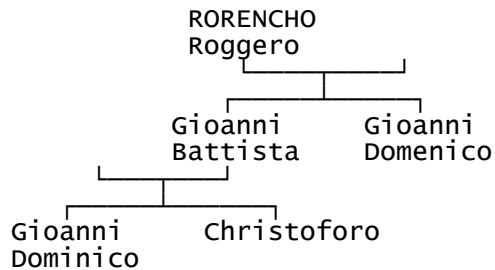 RORENCHO
Roggero
Gioanni Gioanni
Battista Domenico
Gioanni Christoforo
Dominico